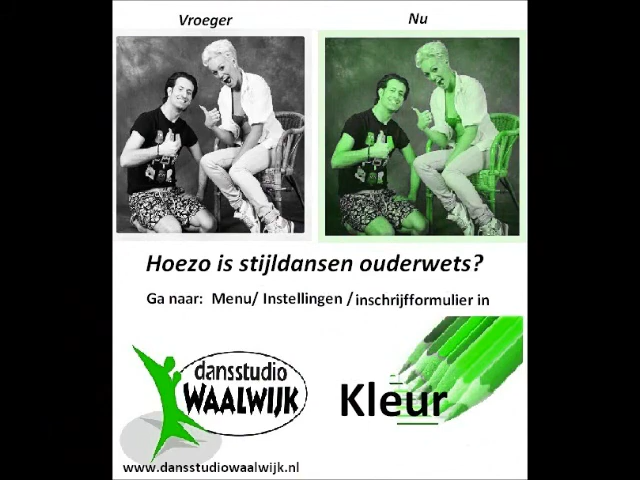 Vroeger Nu
Hoezo is stijldansen ouderwets?
Ga naar: Menu/ Instellingen /inschrijfformulier in
dansstudio
WAALWIJK
Kleur
www.dansstudiowaalwijk.nl